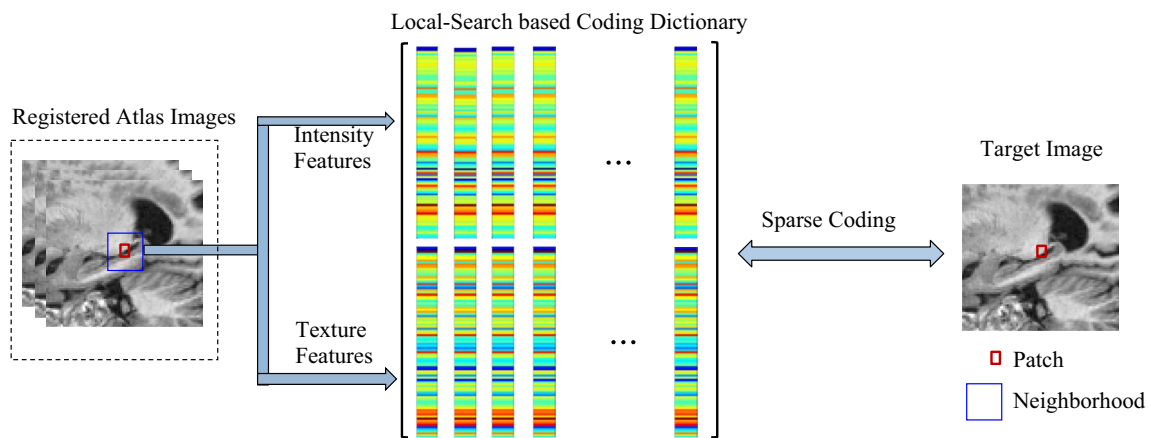 Local-Search based Coding Dictionary
Registered Atlas Images
Intensity
Features
...
Target Image
Sparse Coding
Texture
Features
...
Patch
Neighborhood